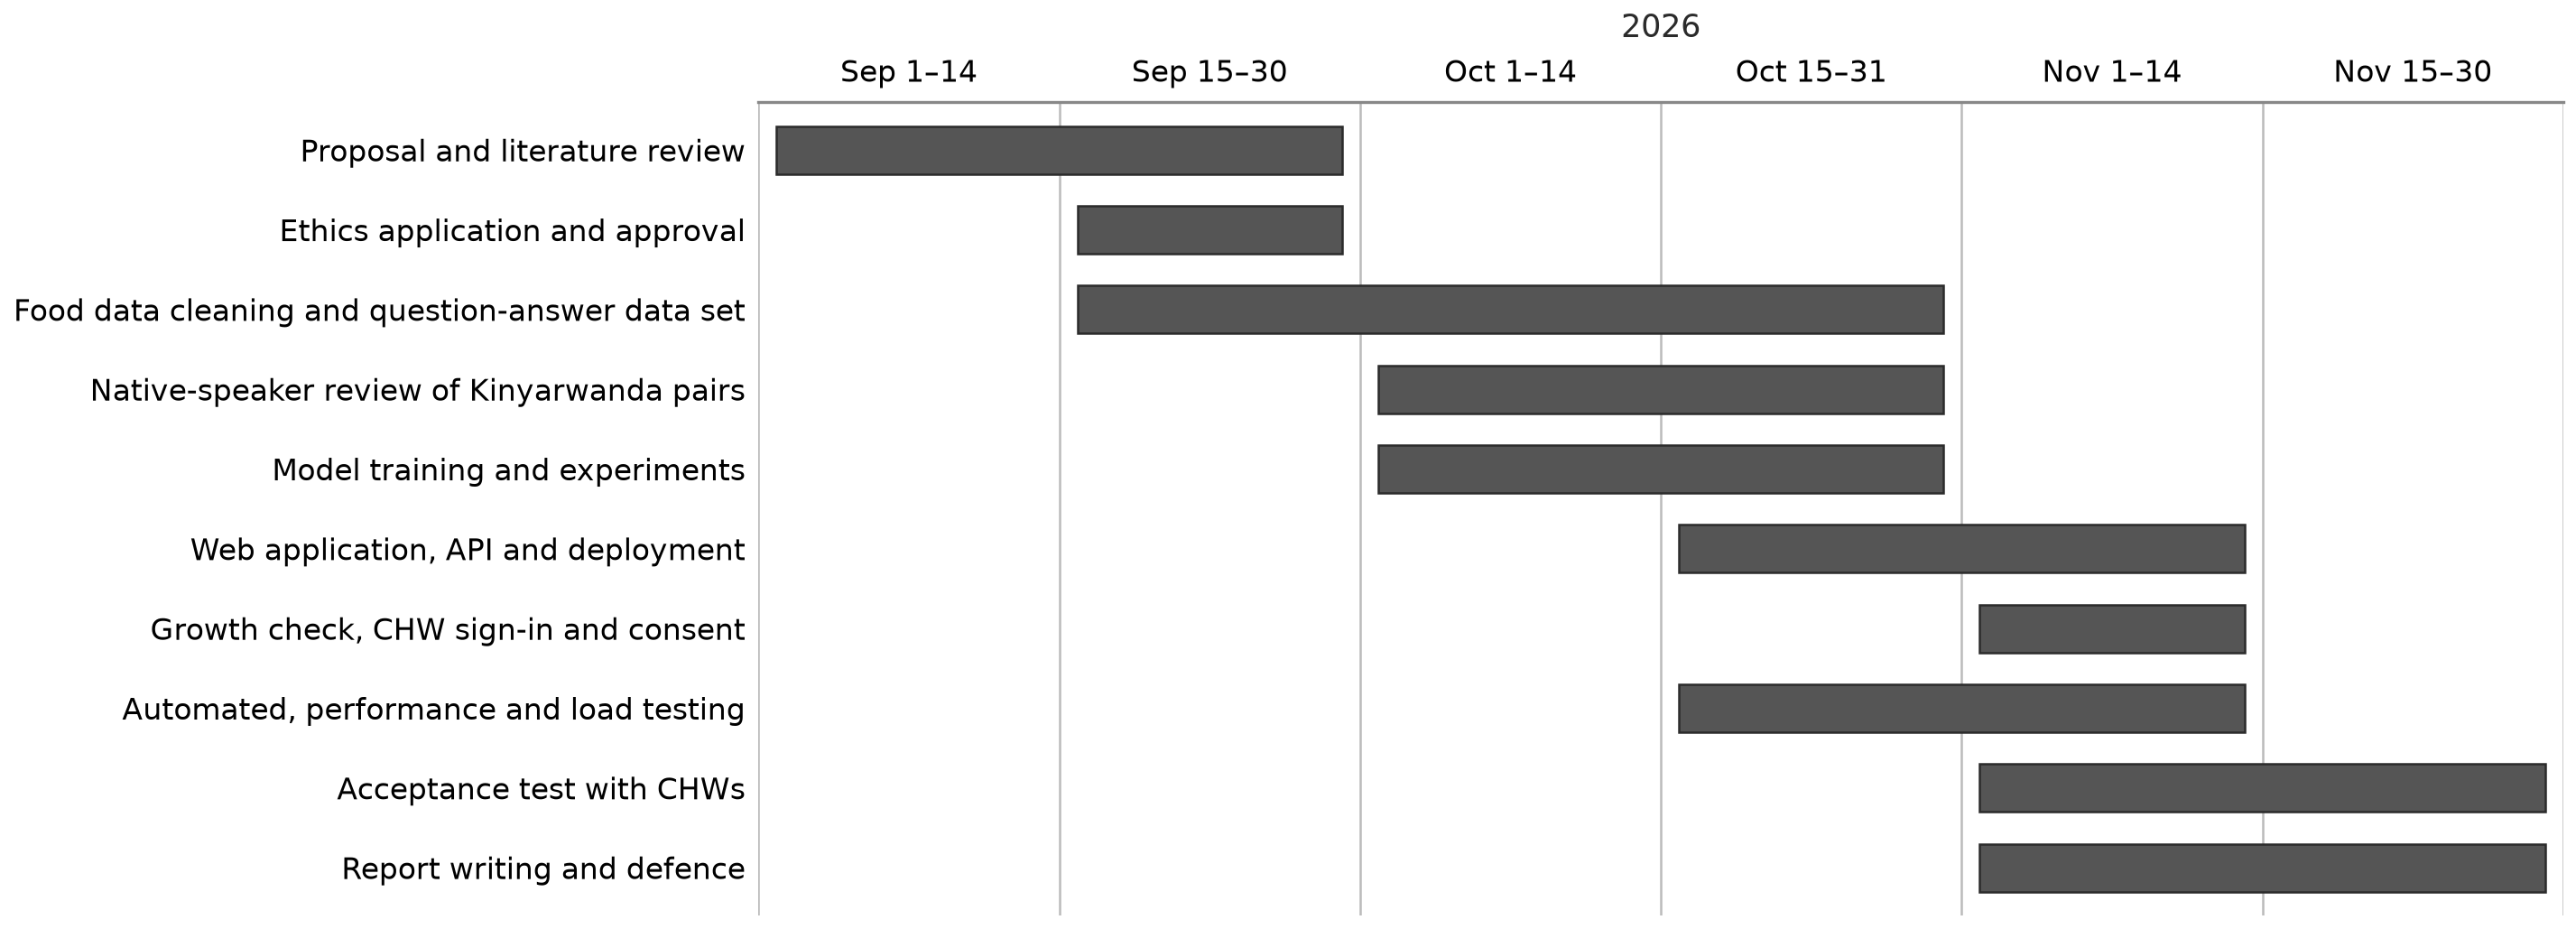 2026
Sep 1–14 Sep 15–30 Oct 1–14 Oct 15–31 Nov 1–14 Nov 15–30
Proposal and literature review
Ethics application and approval
Food data cleaning and question-answer data set
Native-speaker review of Kinyarwanda pairs
Model training and experiments
Web application, API and deployment
Growth check, CHW sign-in and consent
Automated, performance and load testing
Acceptance test with CHWs
Report writing and defence